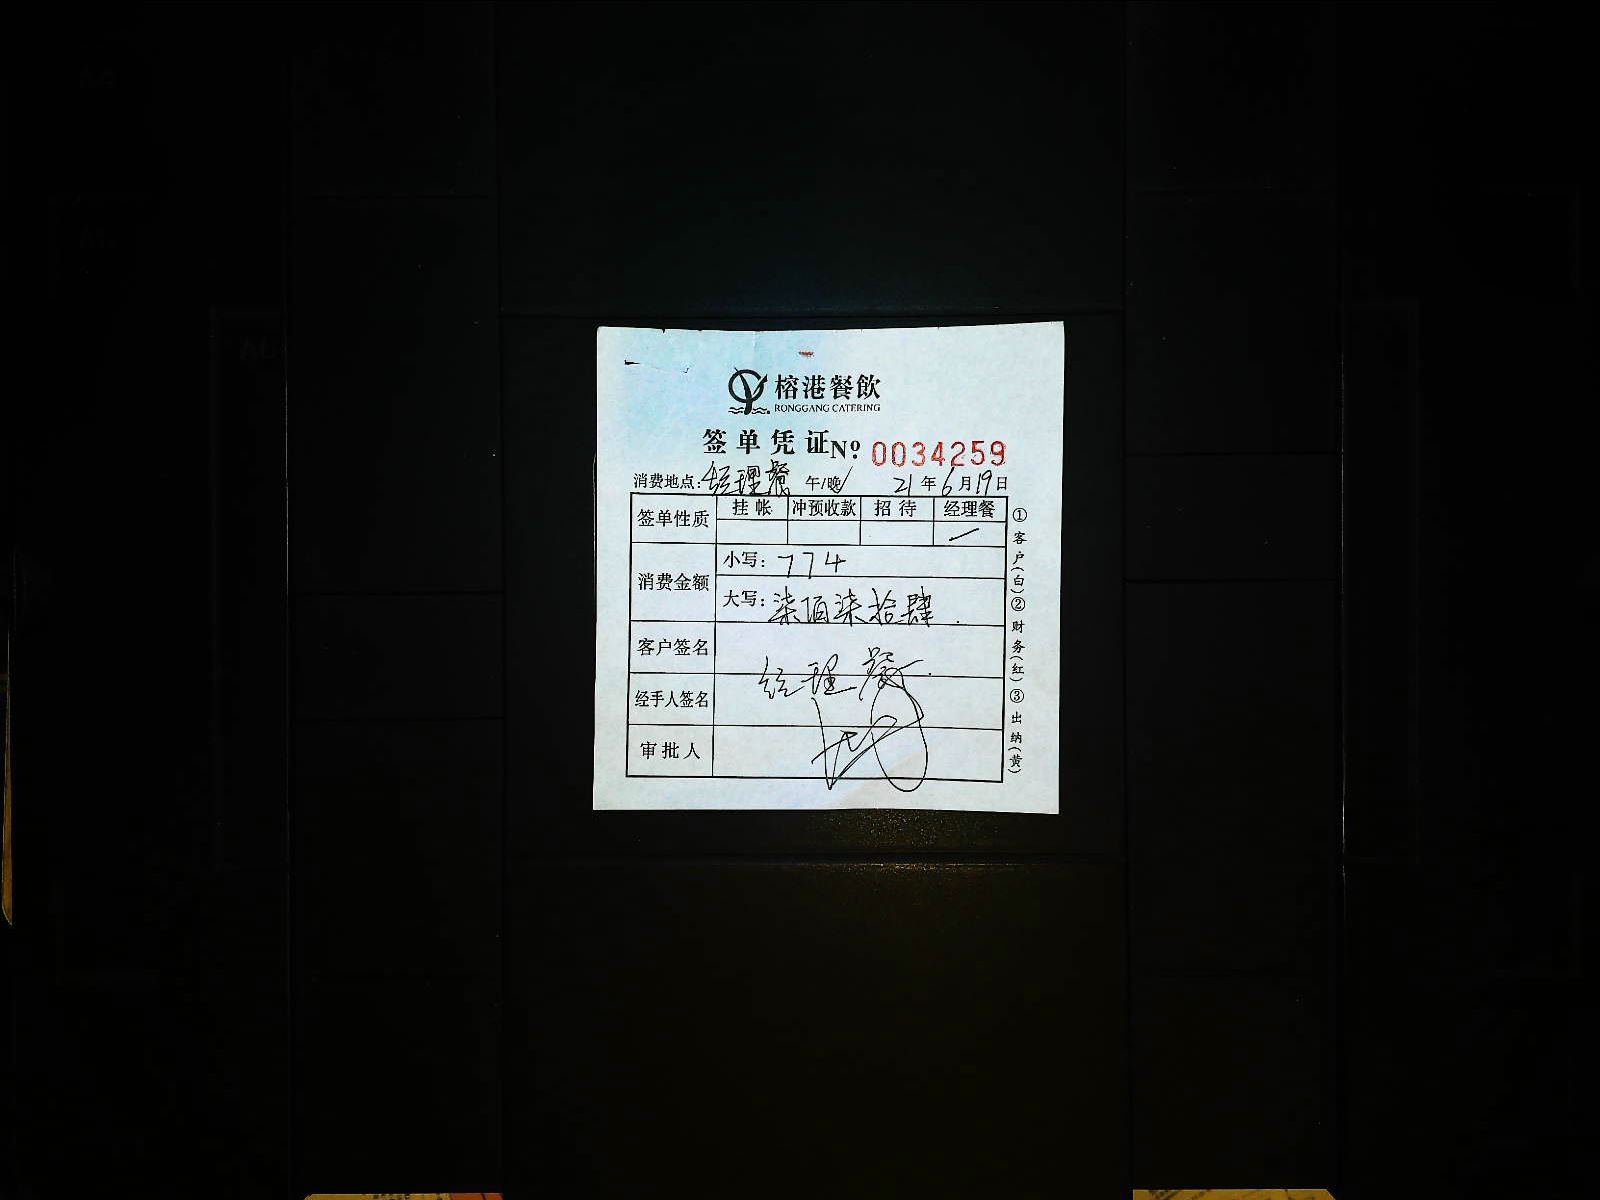 榕港餐飲
RONGGANG CATERING
签单凭证 Nº 0034259
消费地点:经理餐 午/晚 21年6月19日
签单性质 挂帐 冲预收款 招待 经理餐
消费金额 小写:774
大写:柒佰柒拾肆
客户签名
经理餐
经手人签名
审批人
①客户(白)②财务(红)③出纳(黄)